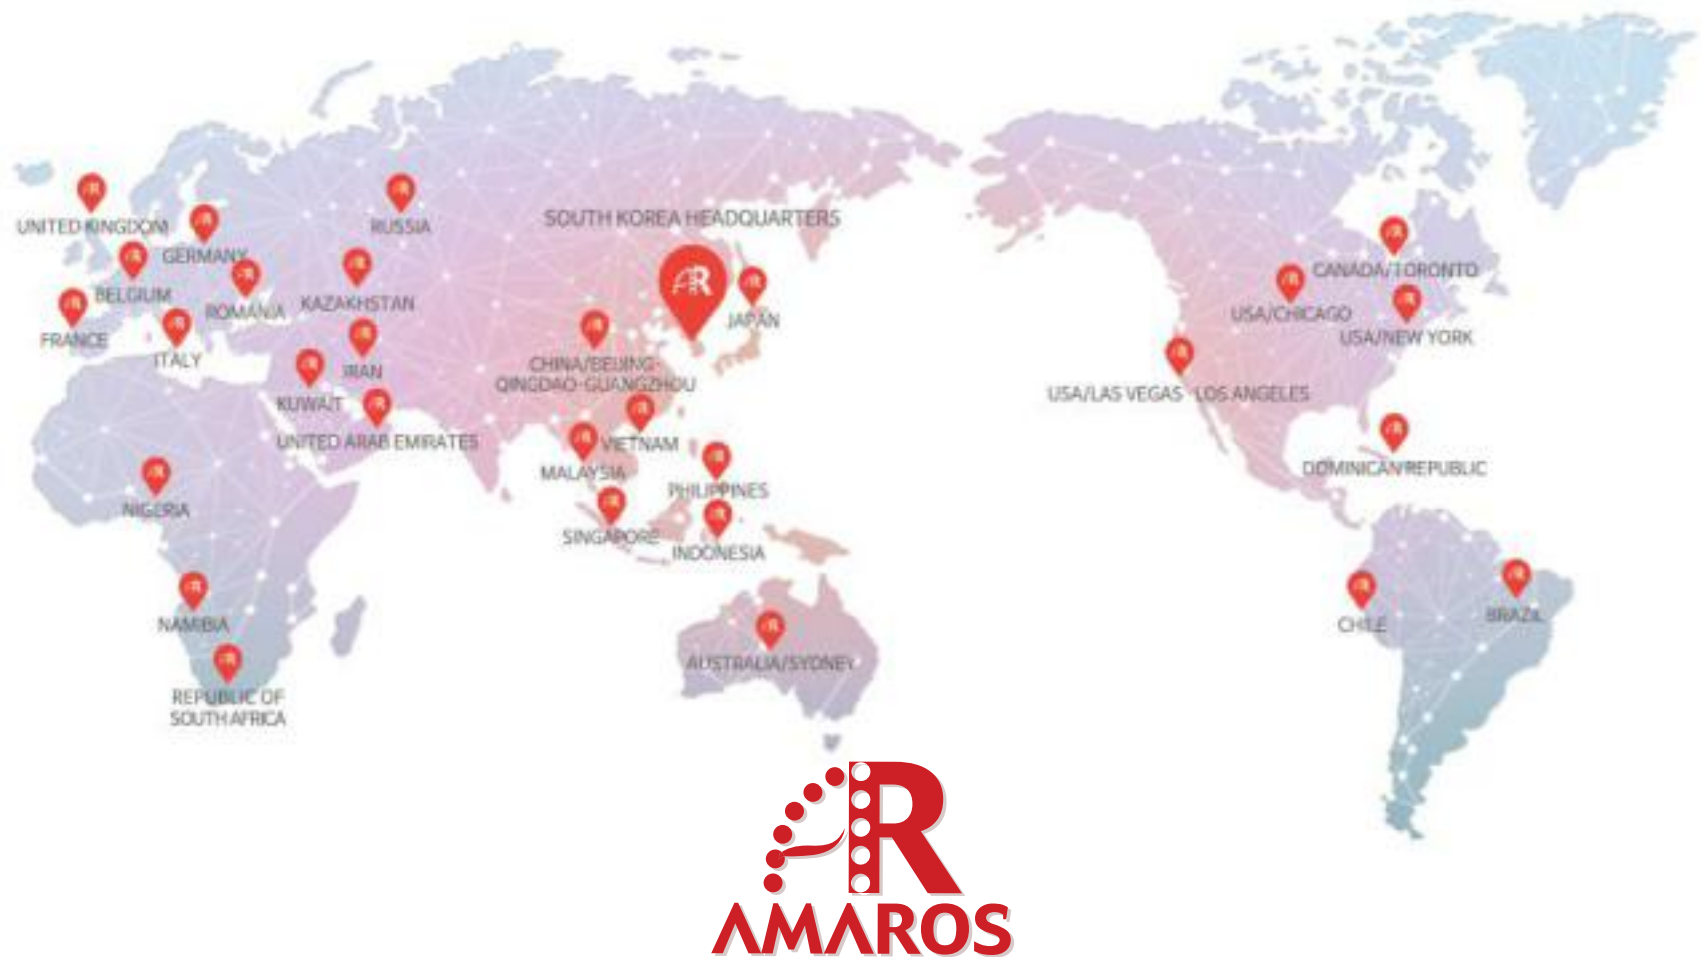 UNITED KINGDOM
RUSSIA
SOUTH KOREA HEADQUARTERS
GERMANY
BELGIUM
ROMANIA
KAZAKHSTAN
FRANCE
ITALY
IRAN
JAPAN
CHINA/BEIJING·
QINGDAO·GUANGZHOU
KUWAIT
UNITED ARAB EMIRATES
VIETNAM
MALAYSIA
PHILIPPINES
NIGERIA
SINGAPORE
INDONESIA
NAMIBIA
AUSTRALIA/SYDNEY
REPUBLIC OF
SOUTH AFRICA
CANADA/TORONTO
USA/CHICAGO
USA/NEW YORK
USA/LAS VEGAS · LOS ANGELES
DOMINICAN REPUBLIC
CHILE
BRAZIL
R
AMAROS